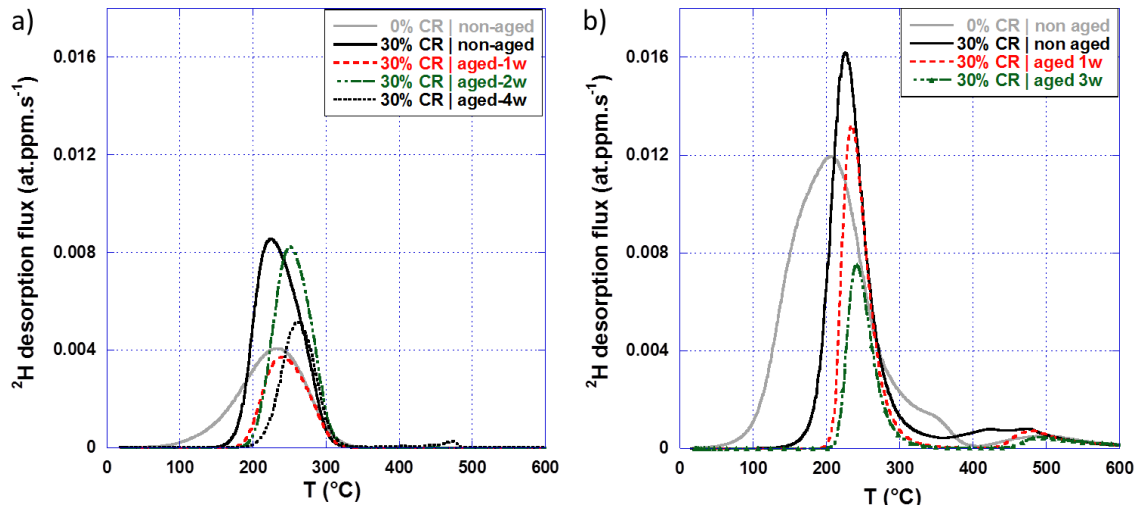 a)
0% CR | non-aged
30% CR | non-aged
30% CR | aged-1w
30% CR | aged-2w
30% CR | aged-4w
0.016
0.012
0.008
0.004
0
²H desorption flux (at.ppm.s⁻¹)
0 100 200 300 400 500 600
T (°C)
b)
0% CR | non aged
30% CR | non aged
30% CR | aged 1w
30% CR | aged 3w
0.016
0.012
0.008
0.004
0
²H desorption flux (at.ppm.s⁻¹)
0 100 200 300 400 500 600
T (°C)